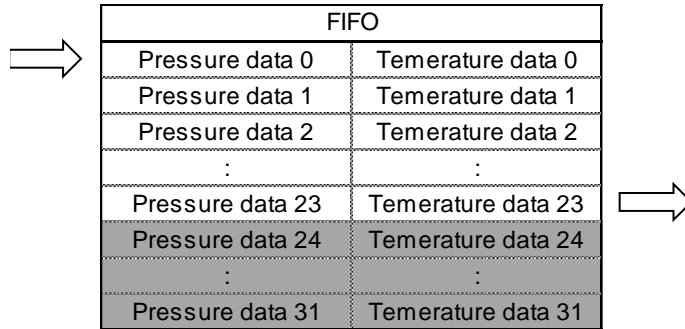 FIFO
Pressure data 0 Temerature data 0
Pressure data 1 Temerature data 1
Pressure data 2 Temerature data 2
: :
Pressure data 23 Temerature data 23
Pressure data 24 Temerature data 24
: :
Pressure data 31 Temerature data 31